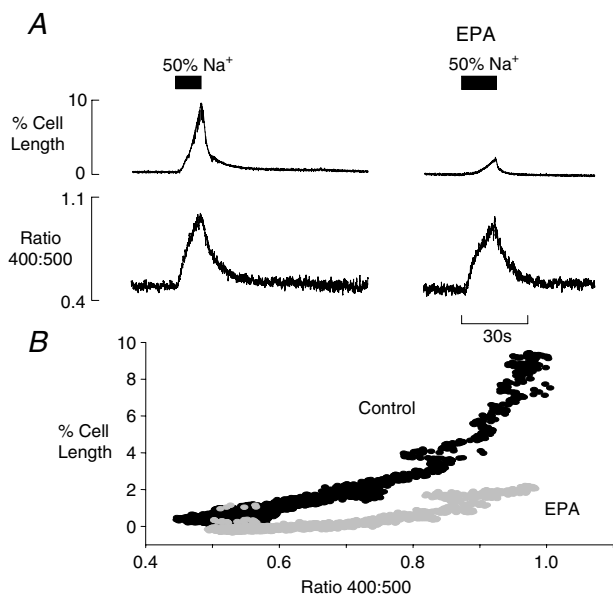 A
EPA
50% Na+
50% Na+
10
% Cell
Length
0
1.1
Ratio
400:500
0.4
30s
B
10
8
6
4
2
0
% Cell
Length
Control
EPA
0.4
0.6
0.8
1.0
Ratio 400:500